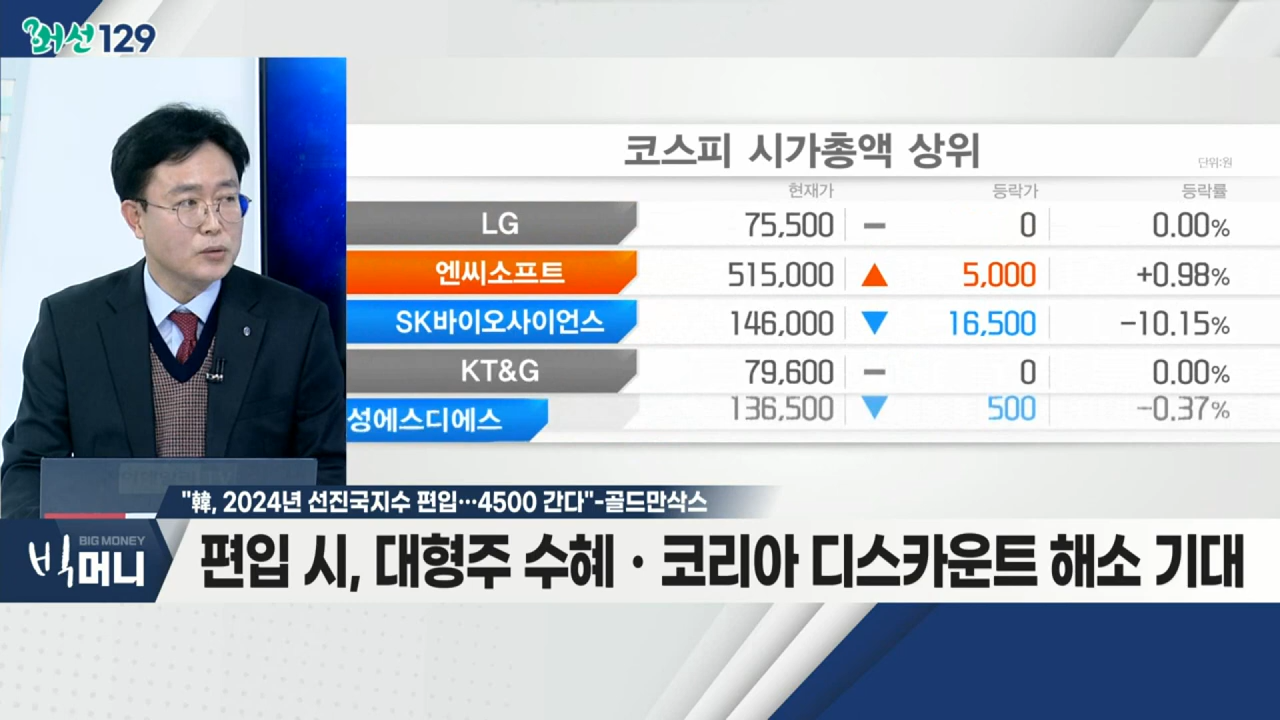 머선129
코스피 시가총액 상위
단위:원
현재가 등락가 등락률
LG 75,500 – 0 0.00%
엔씨소프트 515,000 ▲ 5,000 +0.98%
SK바이오사이언스 146,000 ▼ 16,500 –10.15%
KT&G 79,600 – 0 0.00%
성에스디에스 136,500 ▼ 500 –0.37%
"韓, 2024년 선진국지수 편입…4500 간다"-골드만삭스
BIG MONEY
빅머니
편입 시, 대형주 수혜·코리아 디스카운트 해소 기대